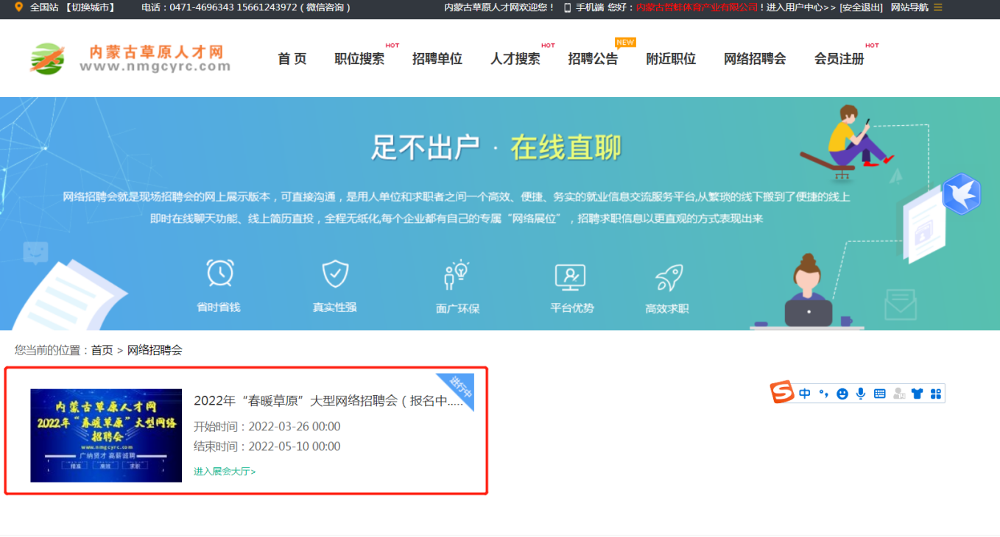 全国站 【切换城市】 电话：0471-4696343 15661243972 ( 微信咨询 ) 内蒙古草原人才网欢迎您！ 手机端 您好：内蒙古哲蚌体育产业有限公司！进入用户中心>> [安全退出] 网站导航
内蒙古草原人才网
www.nmgcyrc.com
首 页 职位搜索 HOT 招聘单位 人才搜索 HOT 招聘公告 NEW 附近职位 网络招聘会 会员注册 HOT
足不出户 · 在线直聊
网络招聘会就是现场招聘会的网上展示版本，可直接沟通，是用人单位和求职者之间一个高效、便捷、务实的就业信息交流服务平台,从繁琐的线下搬到了便捷的线上
即时在线聊天功能、线上简历直投，全程无纸化,每个企业都有自己的专属“网络展位”，招聘求职信息以更直观的方式表现出来
省时省钱 真实性强 面广环保 平台优势 高效求职
您当前的位置：首页 > 网络招聘会
内蒙古草原人才网
2022年“春暖草原”大型网络
招聘会
www.nmgcyrc.com
广纳贤才 高薪诚聘
精准 高效 求职
进行中
2022年“春暖草原”大型网络招聘会（报名中.....
开始时间：2022-03-26 00:00
结束时间：2022-05-10 00:00
进入展会大厅>
S 中